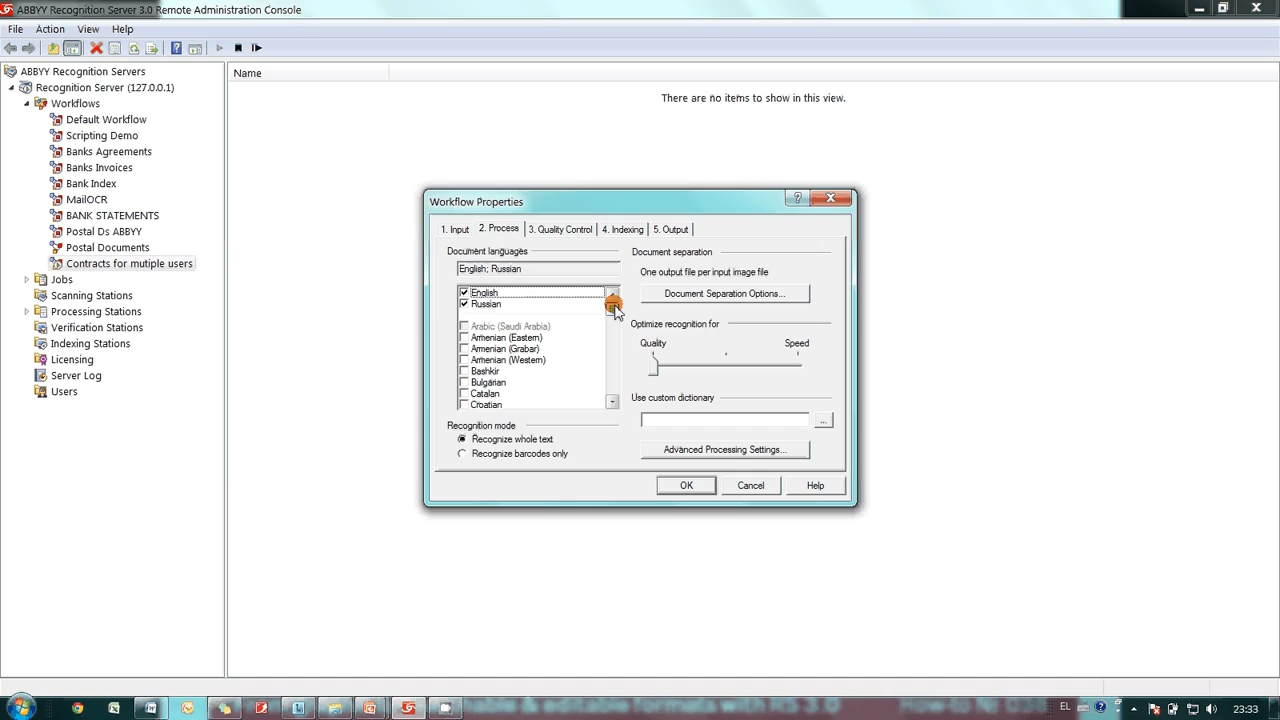 ABBYY Recognition Server 3.0 Remote Administration Console
File Action View Help
ABBYY Recognition Servers
Recognition Server (127.0.0.1)
Workflows
Default Workflow
Scripting Demo
Banks Agreements
Banks Invoices
Bank Index
MailOCR
BANK STATEMENTS
Postal Ds ABBYY
Postal Documents
Contracts for mutiple users
Jobs
Scanning Stations
Processing Stations
Verification Stations
Indexing Stations
Licensing
Server Log
Users
Name
There are no items to show in this view.
Workflow Properties
1. Input 2. Process 3. Quality Control 4. Indexing 5. Output
Document languages
English; Russian
English
Russian
Arabic (Saudi Arabia)
Armenian (Eastern)
Armenian (Grabar)
Armenian (Western)
Bashkir
Bulgarian
Catalan
Croatian
Recognition mode
Recognize whole text
Recognize barcodes only
Document separation
One output file per input image file
Document Separation Options...
Optimize recognition for
Quality Speed
Use custom dictionary
...
Advanced Processing Settings...
OK Cancel Help
EL 23:33